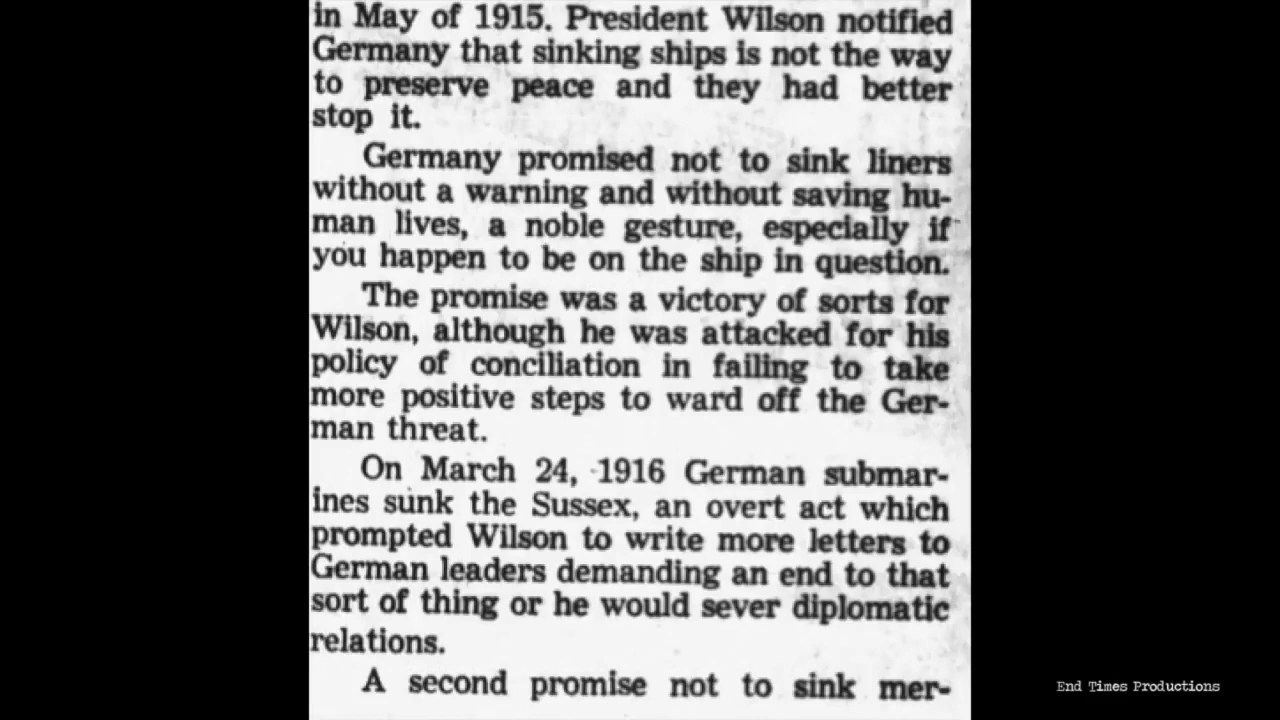 in May of 1915. President Wilson notified
Germany that sinking ships is not the way
to preserve peace and they had better
stop it.
Germany promised not to sink liners
without a warning and without saving hu-
man lives, a noble gesture, especially if
you happen to be on the ship in question.
The promise was a victory of sorts for
Wilson, although he was attacked for his
policy of conciliation in failing to take
more positive steps to ward off the Ger-
man threat.
On March 24, 1916 German submar-
ines sunk the Sussex, an overt act which
prompted Wilson to write more letters to
German leaders demanding an end to that
sort of thing or he would sever diplomatic
relations.
A second promise not to sink mer-
End Times Productions